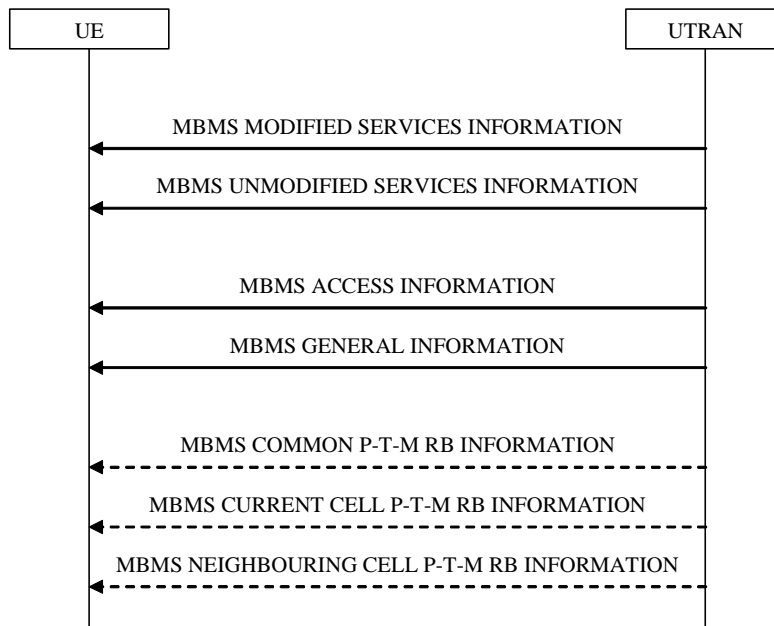 UE
UTRAN
MBMS MODIFIED SERVICES INFORMATION
MBMS UNMODIFIED SERVICES INFORMATION
MBMS ACCESS INFORMATION
MBMS GENERAL INFORMATION
MBMS COMMON P-T-M RB INFORMATION
MBMS CURRENT CELL P-T-M RB INFORMATION
MBMS NEIGHBOURING CELL P-T-M RB INFORMATION